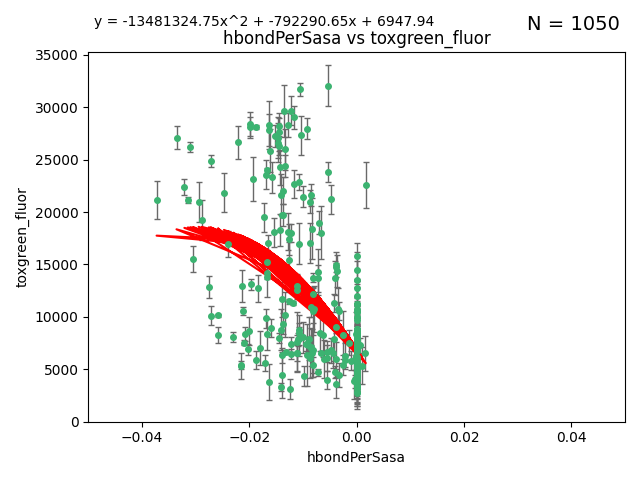 y = -13481324.75x^2 + -792290.65x + 6947.94
N = 1050
hbondPerSasa vs toxgreen_fluor
35000
30000
25000
20000
15000
10000
5000
0
toxgreen_fluor
−0.04
−0.02
0.00
0.02
0.04
hbondPerSasa